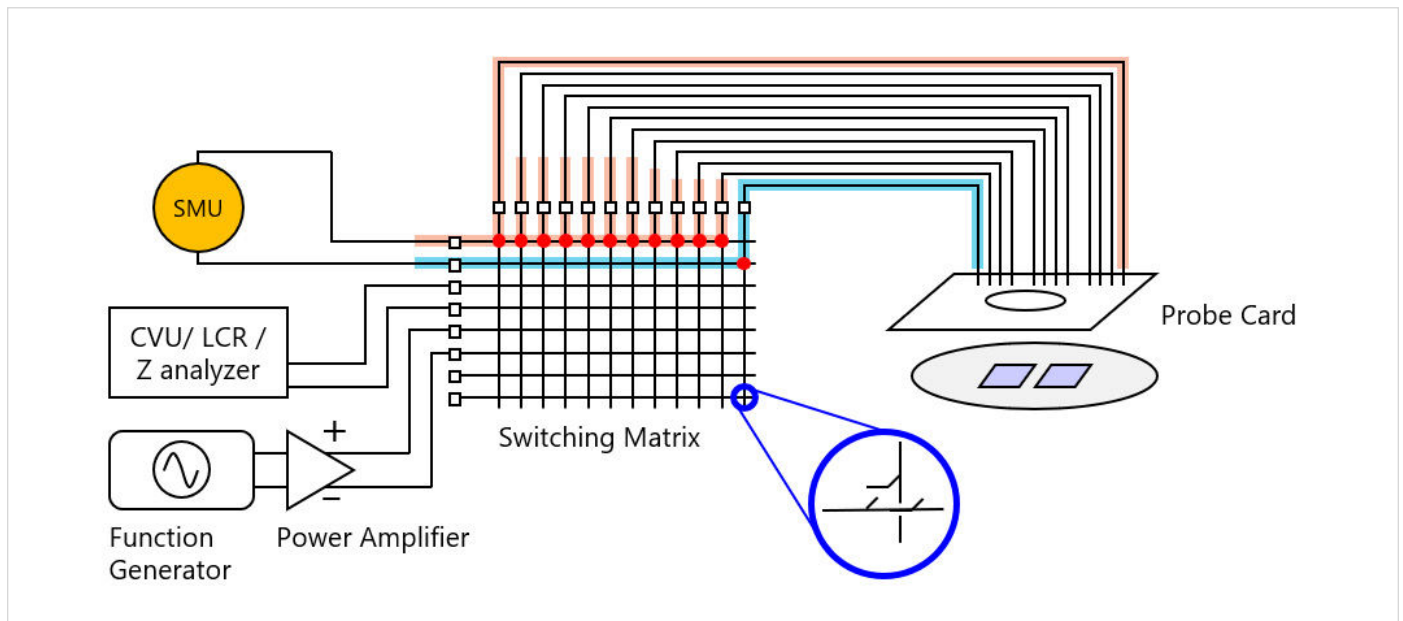 SMU
CVU/ LCR /
Z analyzer
Switching Matrix
Probe Card
+
−
Function
Generator
Power Amplifier